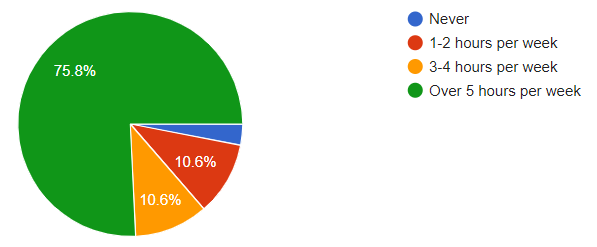 75.8%
10.6%
10.6%
Never
1-2 hours per week
3-4 hours per week
Over 5 hours per week